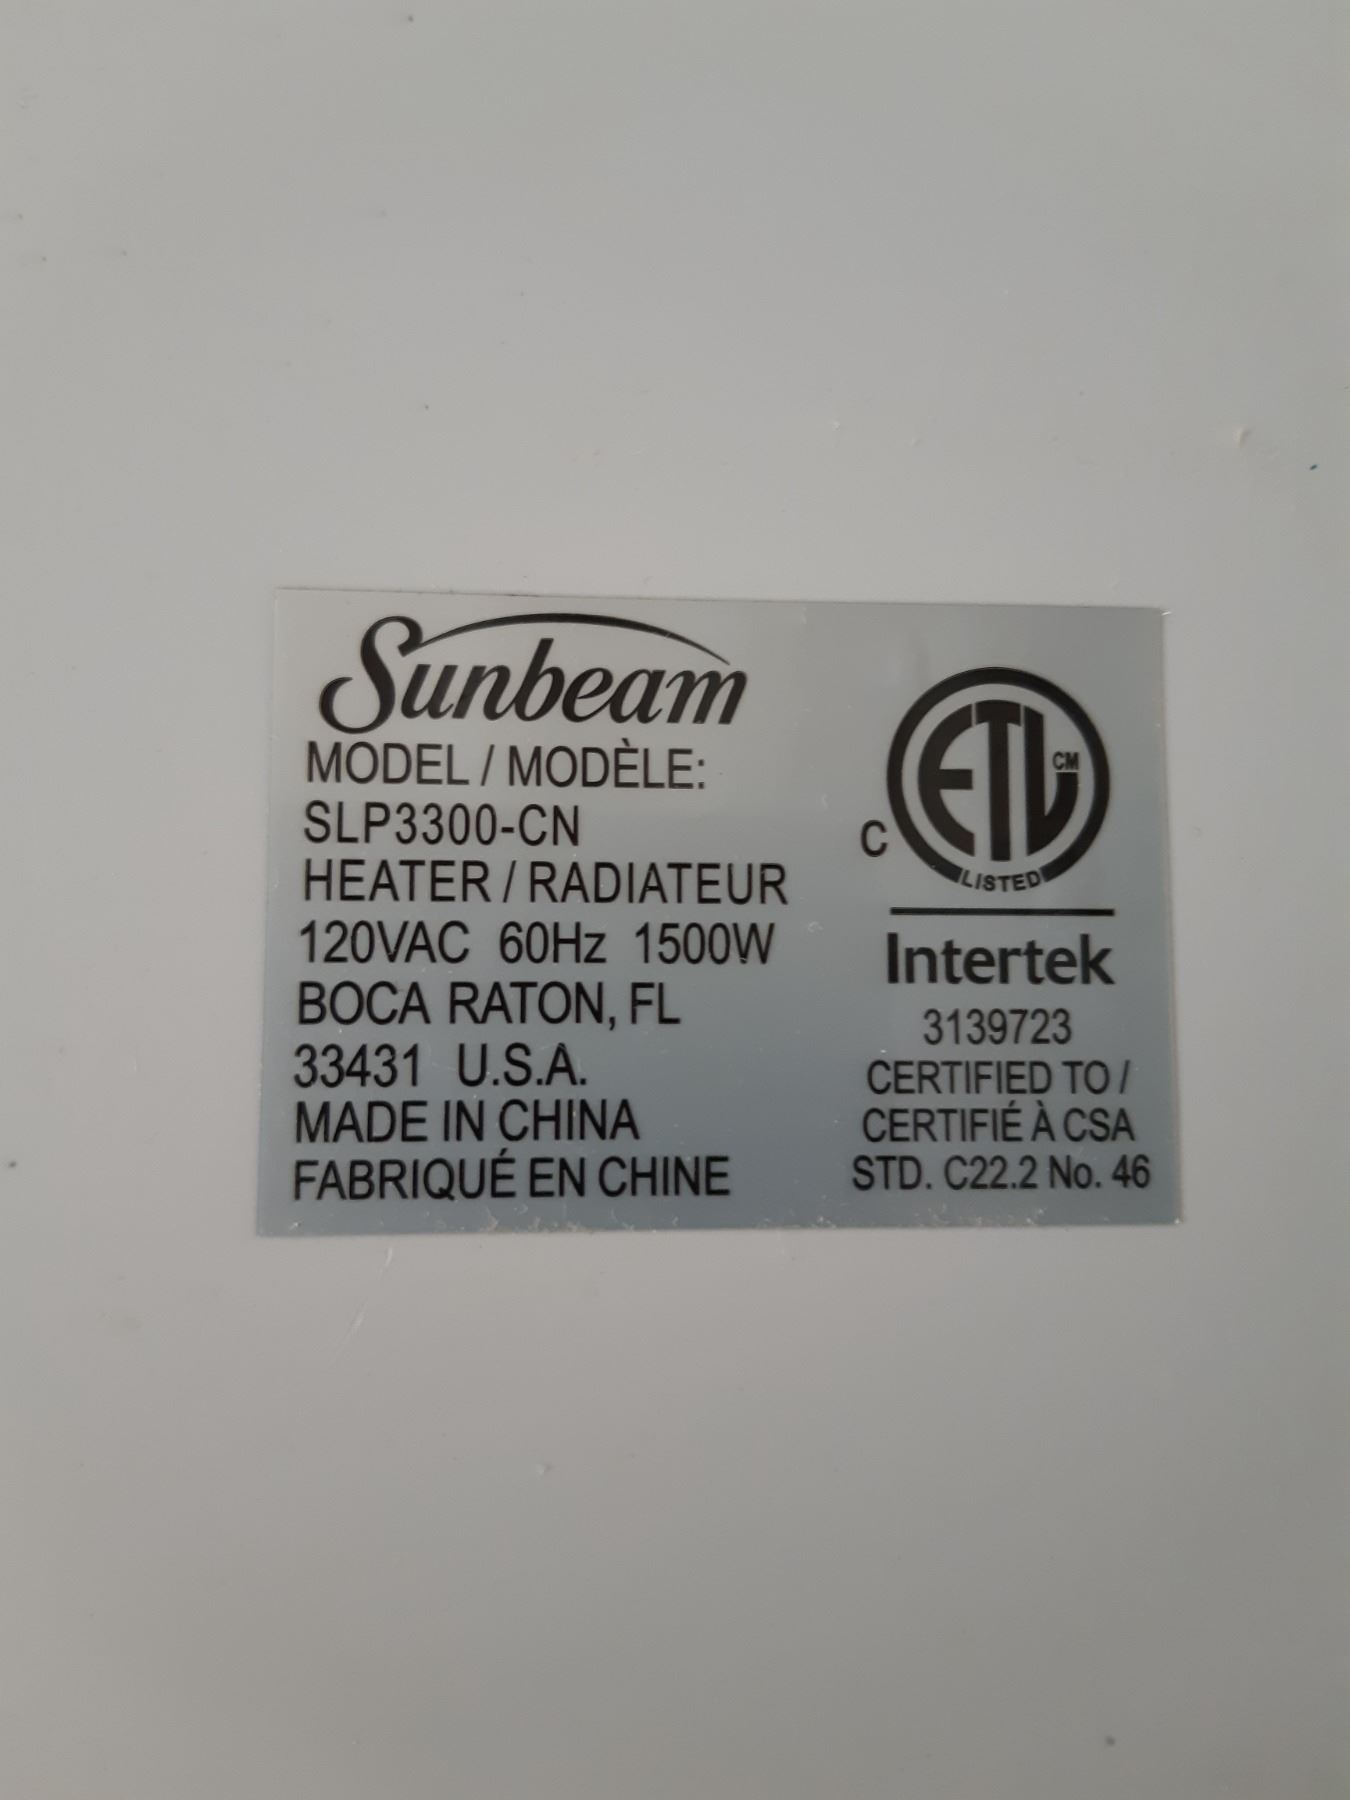 Sunbeam
MODEL / MODÈLE:
SLP3300-CN
HEATER / RADIATEUR
120VAC 60Hz 1500W
BOCA RATON, FL
33431 U.S.A.
MADE IN CHINA
FABRIQUÉ EN CHINE
ETL CM
C
LISTED
Intertek
3139723
CERTIFIED TO /
CERTIFIÉ À CSA
STD. C22.2 No. 46